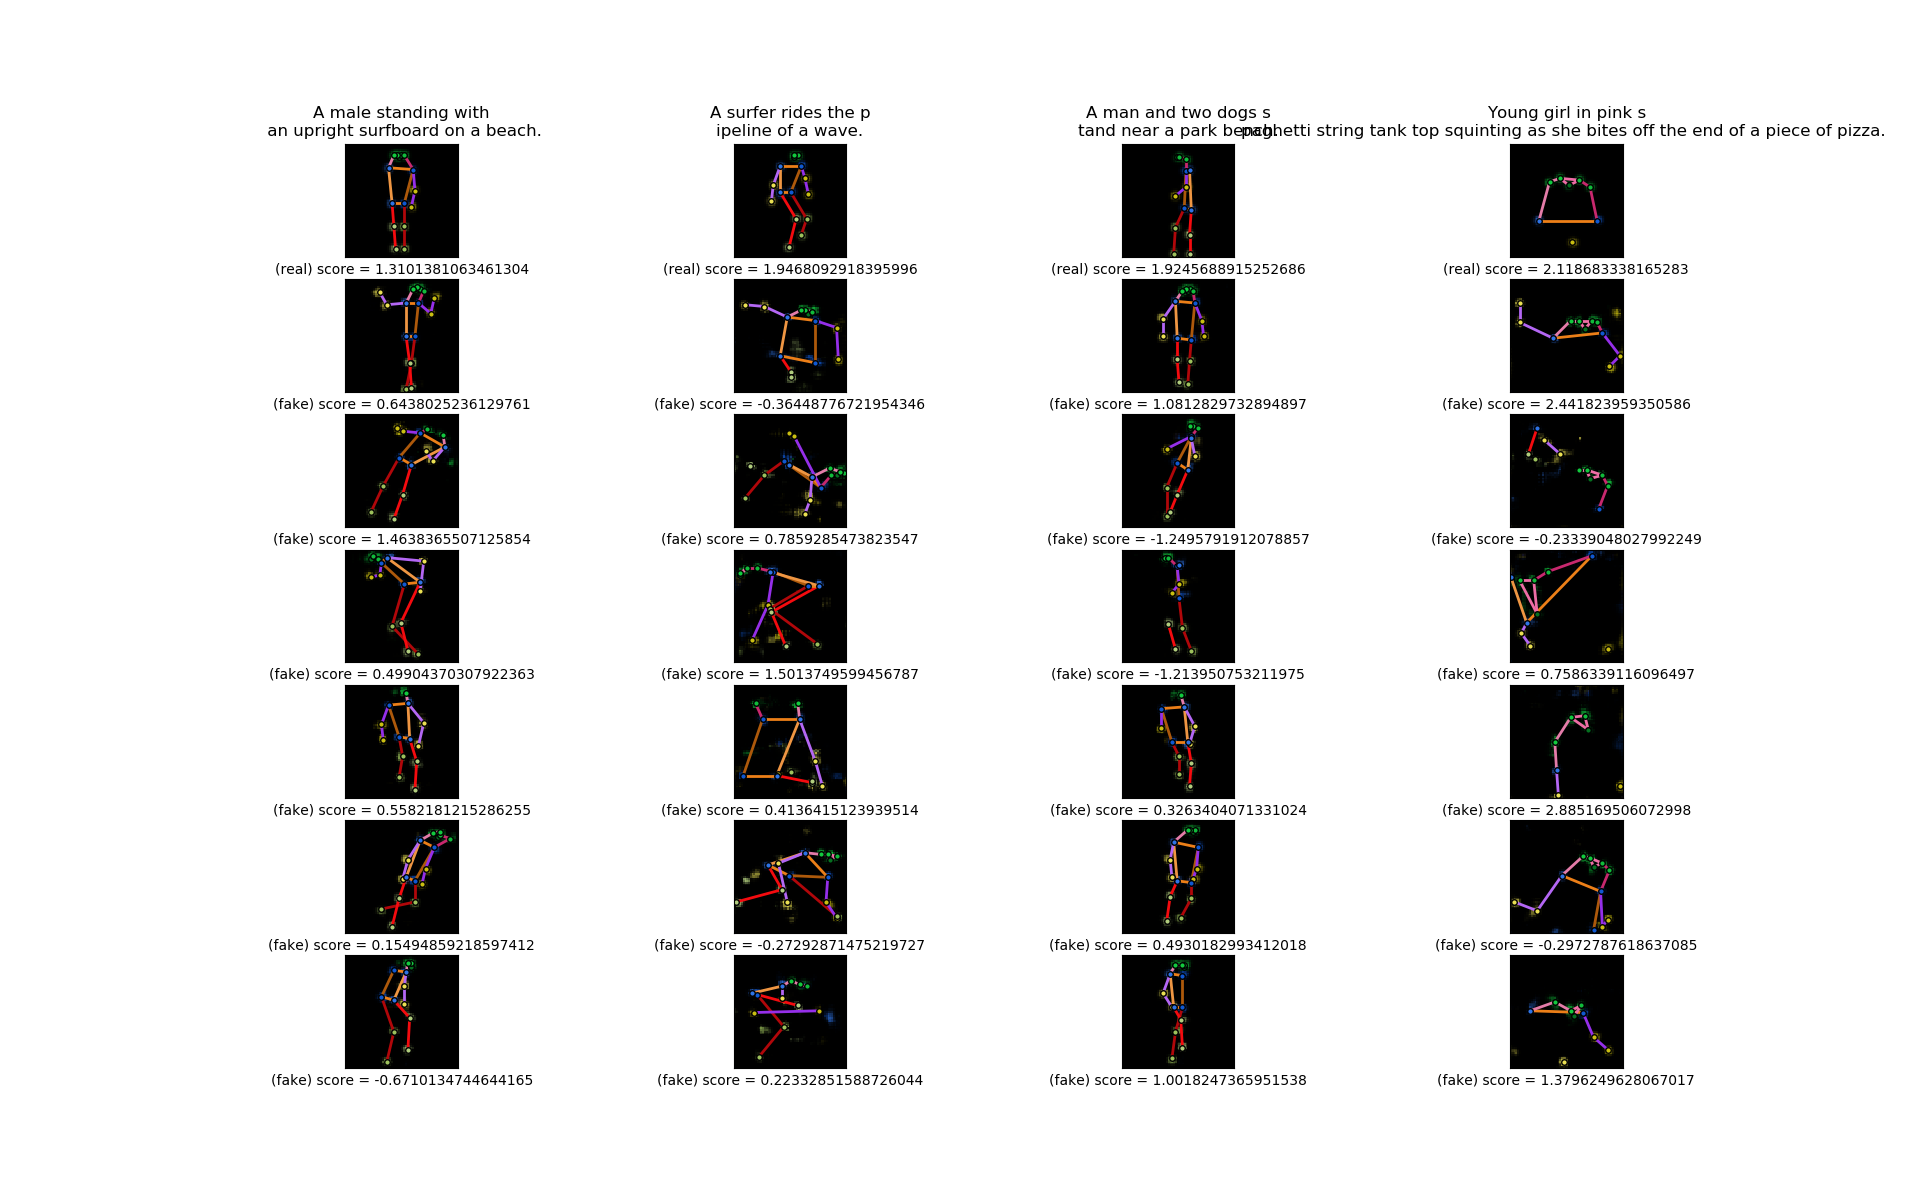 A male standing with
an upright surfboard on a beach.
A surfer rides the p
ipeline of a wave.
A man and two dogs s
tand near a park bench.
Young girl in pink s
paghetti string tank top squinting as she bites off the end of a piece of pizza.
(real) score = 1.3101381063461304
(real) score = 1.9468092918395996
(real) score = 1.9245688915252686
(real) score = 2.118683338165283
(fake) score = 0.6438025236129761
(fake) score = -0.36448776721954346
(fake) score = 1.0812829732894897
(fake) score = 2.441823959350586
(fake) score = 1.4638365507125854
(fake) score = 0.7859285473823547
(fake) score = -1.2495791912078857
(fake) score = -0.23339048027992249
(fake) score = 0.49904370307922363
(fake) score = 1.5013749599456787
(fake) score = -1.213950753211975
(fake) score = 0.7586339116096497
(fake) score = 0.5582181215286255
(fake) score = 0.4136415123939514
(fake) score = 0.3263404071331024
(fake) score = 2.885169506072998
(fake) score = 0.15494859218597412
(fake) score = -0.27292871475219727
(fake) score = 0.4930182993412018
(fake) score = -0.2972787618637085
(fake) score = -0.6710134744644165
(fake) score = 0.22332851588726044
(fake) score = 1.0018247365951538
(fake) score = 1.3796249628067017